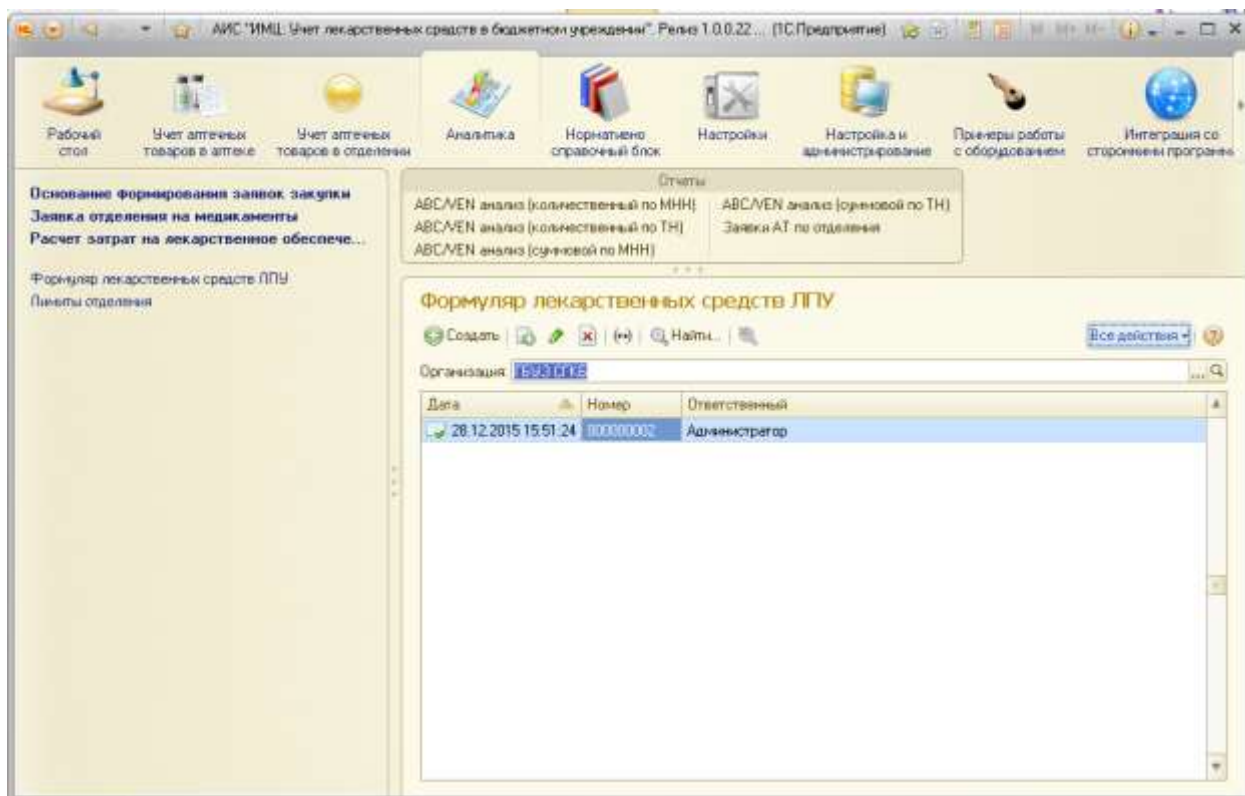 АИС "ИМЦ: Учет лекарственных средств в бюджетном учреждении". Релиз 1.0.0.22 ... (1С:Предприятие)
M M+ M-
Рабочий стол
Учет аптечных товаров в аптеке
Учет аптечных товаров в отделении
Аналитика
Нормативно справочный блок
Настройки
Настройка и администрирование
Примеры работы с оборудованием
Интеграция со сторонними програм
Основание формирования заявок закупки
Заявка отделения на медикаменты
Расчет затрат на лекарственное обеспече...
Формуляр лекарственных средств ЛПУ
Лимиты отделения
Отчеты
ABC/VEN анализ (количественный по МНН)
ABC/VEN анализ (суммовой по ТН)
ABC/VEN анализ (количественный по ТН)
Заявка АТ по отделения
ABC/VEN анализ (суммовой по МНН)
Формуляр лекарственных средств ЛПУ
Создать
Найти...
Все действия
Организация:
...
Дата
Номер
Ответственный
28.12.2015 15:51:24
000000002
Администратор